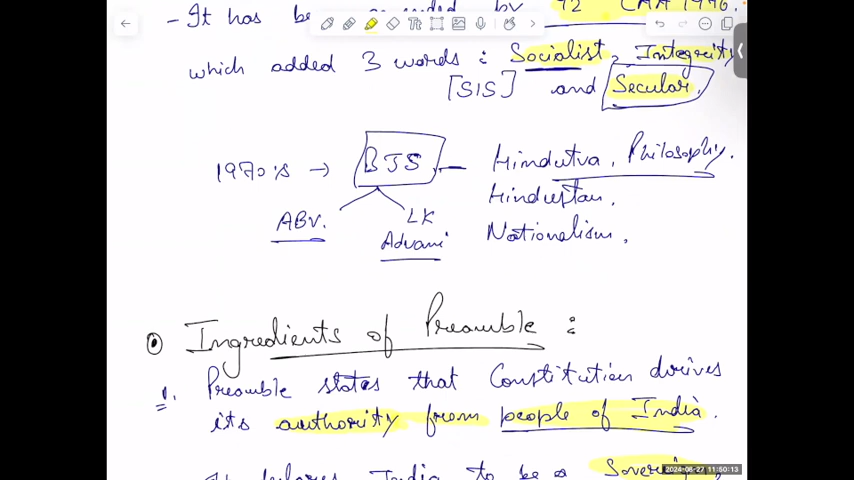 - It has be by 42 CAA 1976.
which added 3 words : Socialist, Integrity
[SIS] and Secular.
1970's → BJS — Hindutva, Philosophy.
Hindustan,
ABV. LK Nationalism,
Advani
Ingredients of Preamble :
1. Preamble states that Constitution derives
its authority from people of India.
India to be a Sovereign,
2024-08-27 11:50:13